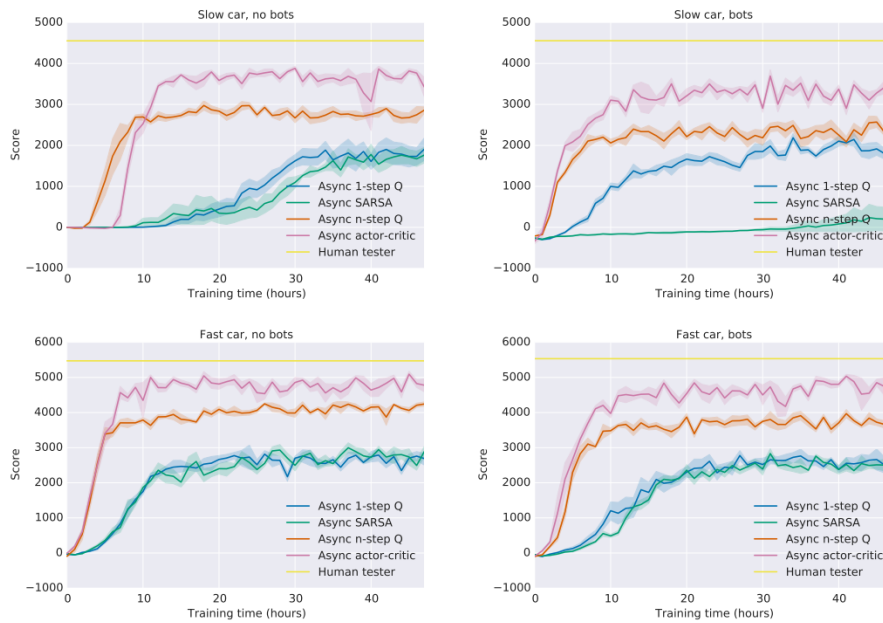 Slow car, no bots
5000
4000
3000
2000
1000
0
−1000
Score
0 10 20 30 40
Training time (hours)
Async 1-step Q
Async SARSA
Async n-step Q
Async actor-critic
Human tester
Slow car, bots
5000
4000
3000
2000
1000
0
−1000
Score
0 10 20 30 40
Training time (hours)
Async 1-step Q
Async SARSA
Async n-step Q
Async actor-critic
Human tester
Fast car, no bots
6000
5000
4000
3000
2000
1000
0
−1000
Score
0 10 20 30 40
Training time (hours)
Async 1-step Q
Async SARSA
Async n-step Q
Async actor-critic
Human tester
Fast car, bots
6000
5000
4000
3000
2000
1000
0
−1000
Score
0 10 20 30 40
Training time (hours)
Async 1-step Q
Async SARSA
Async n-step Q
Async actor-critic
Human tester